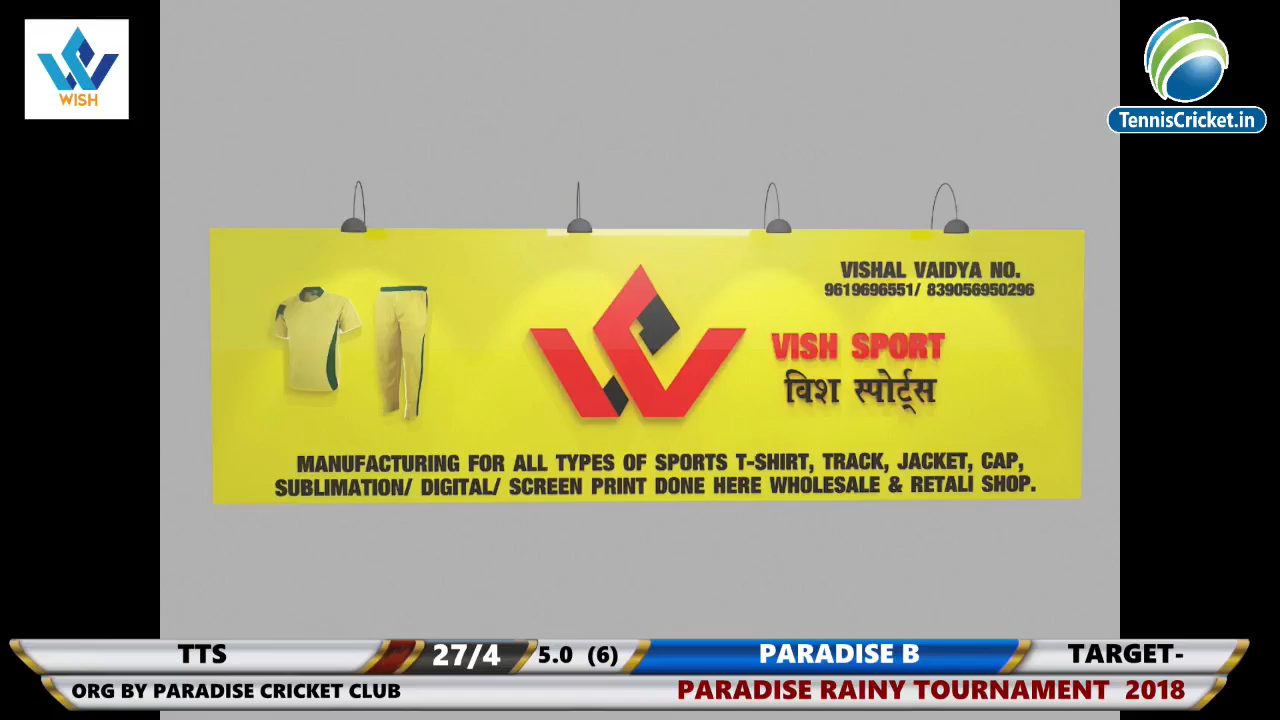 WISH
TennisCricket.in
VISHAL VAIDYA NO.
9619696551/ 839056950296
VISH SPORT
विश स्पोर्ट्स
MANUFACTURING FOR ALL TYPES OF SPORTS T-SHIRT, TRACK, JACKET, CAP,
SUBLIMATION/ DIGITAL/ SCREEN PRINT DONE HERE WHOLESALE & RETALI SHOP.
TTS 27/4 5.0 (6) PARADISE B TARGET-
ORG BY PARADISE CRICKET CLUB PARADISE RAINY TOURNAMENT 2018